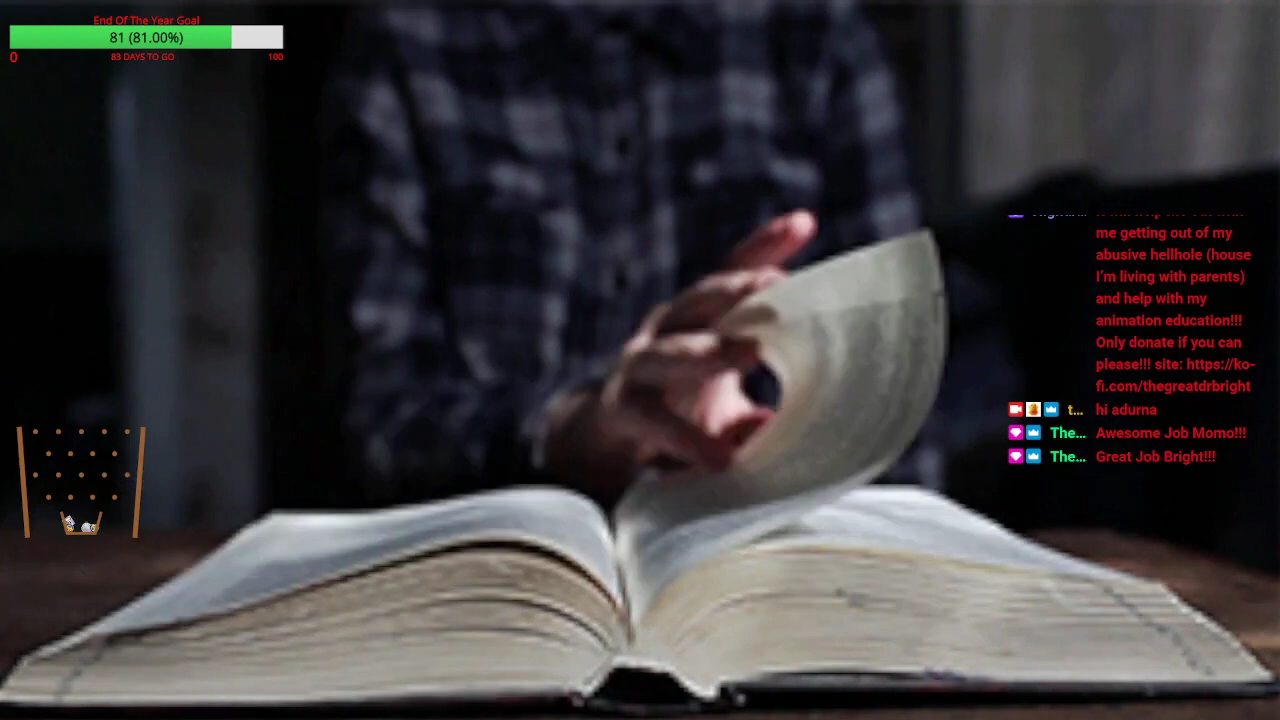 End Of The Year Goal
81 (81.00%)
0 83 DAYS TO GO 100
me getting out of my
abusive hellhole (house
I'm living with parents)
and help with my
animation education!!!
Only donate if you can
please!!! site: https://ko-
fi.com/thegreatdrbright
t... hi adurna
The... Awesome Job Momo!!!
The... Great Job Bright!!!